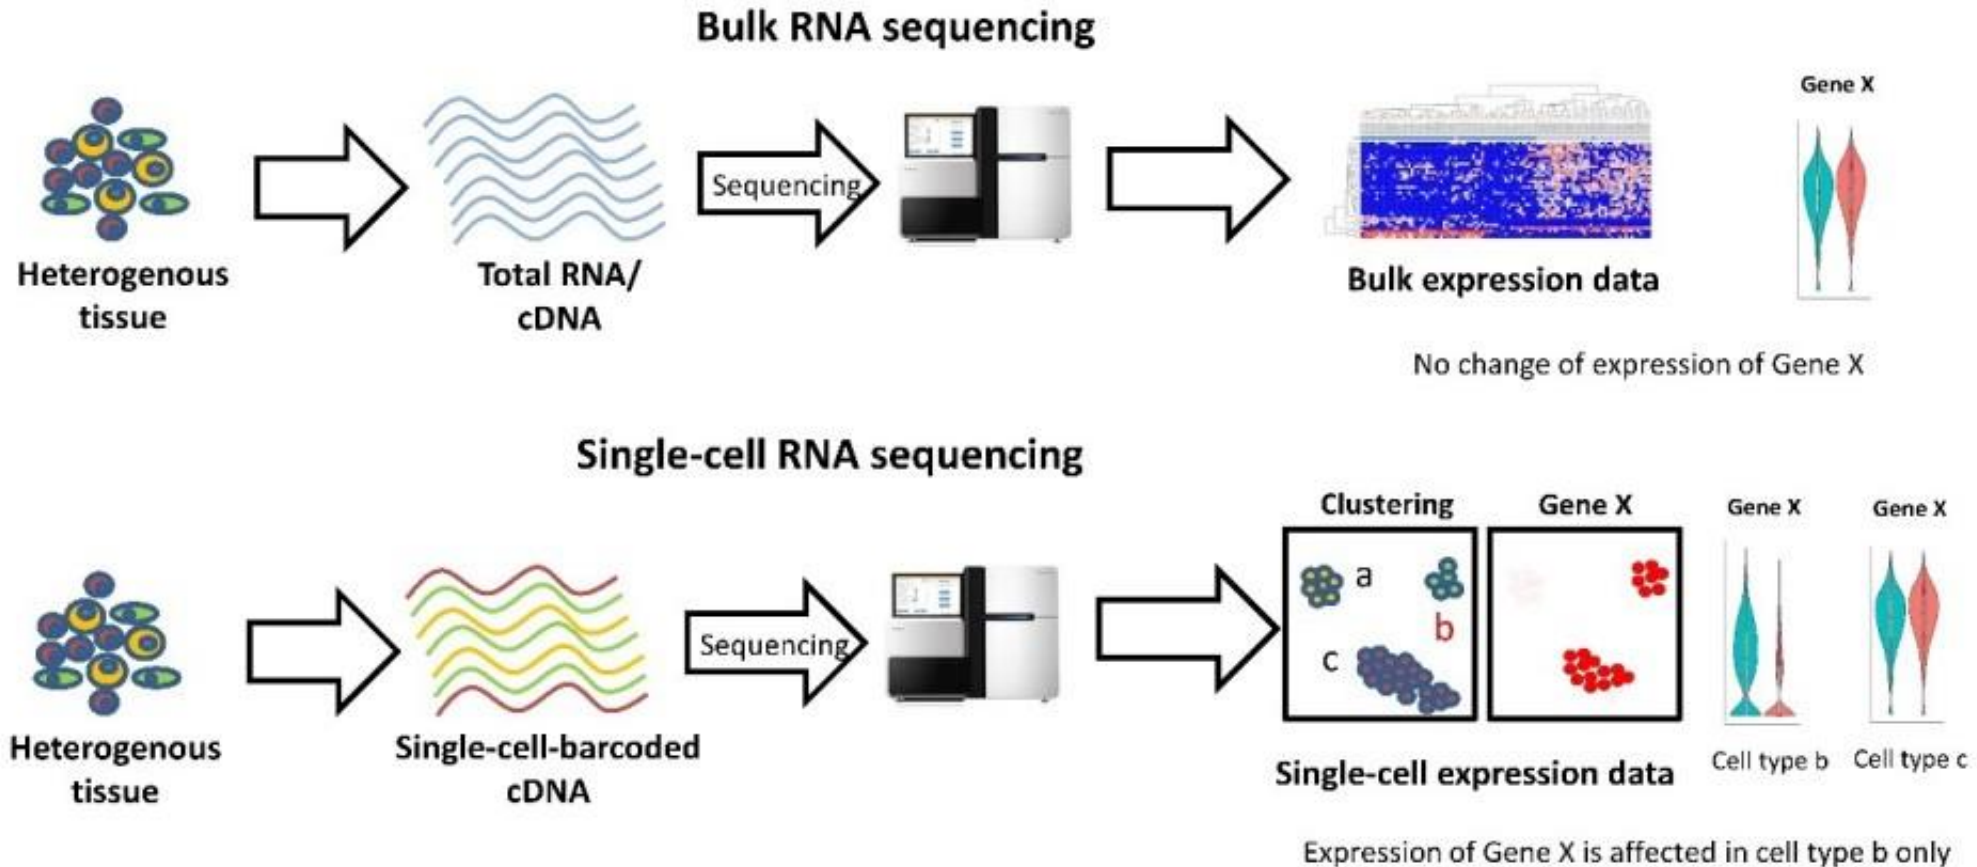 Bulk RNA sequencing
Gene X
Sequencing
Heterogenous
tissue
Total RNA/
cDNA
Bulk expression data
No change of expression of Gene X
Single-cell RNA sequencing
Clustering
Gene X
Gene X
Gene X
a
b
c
Sequencing
Heterogenous
tissue
Single-cell-barcoded
cDNA
Single-cell expression data
Cell type b
Cell type c
Expression of Gene X is affected in cell type b only